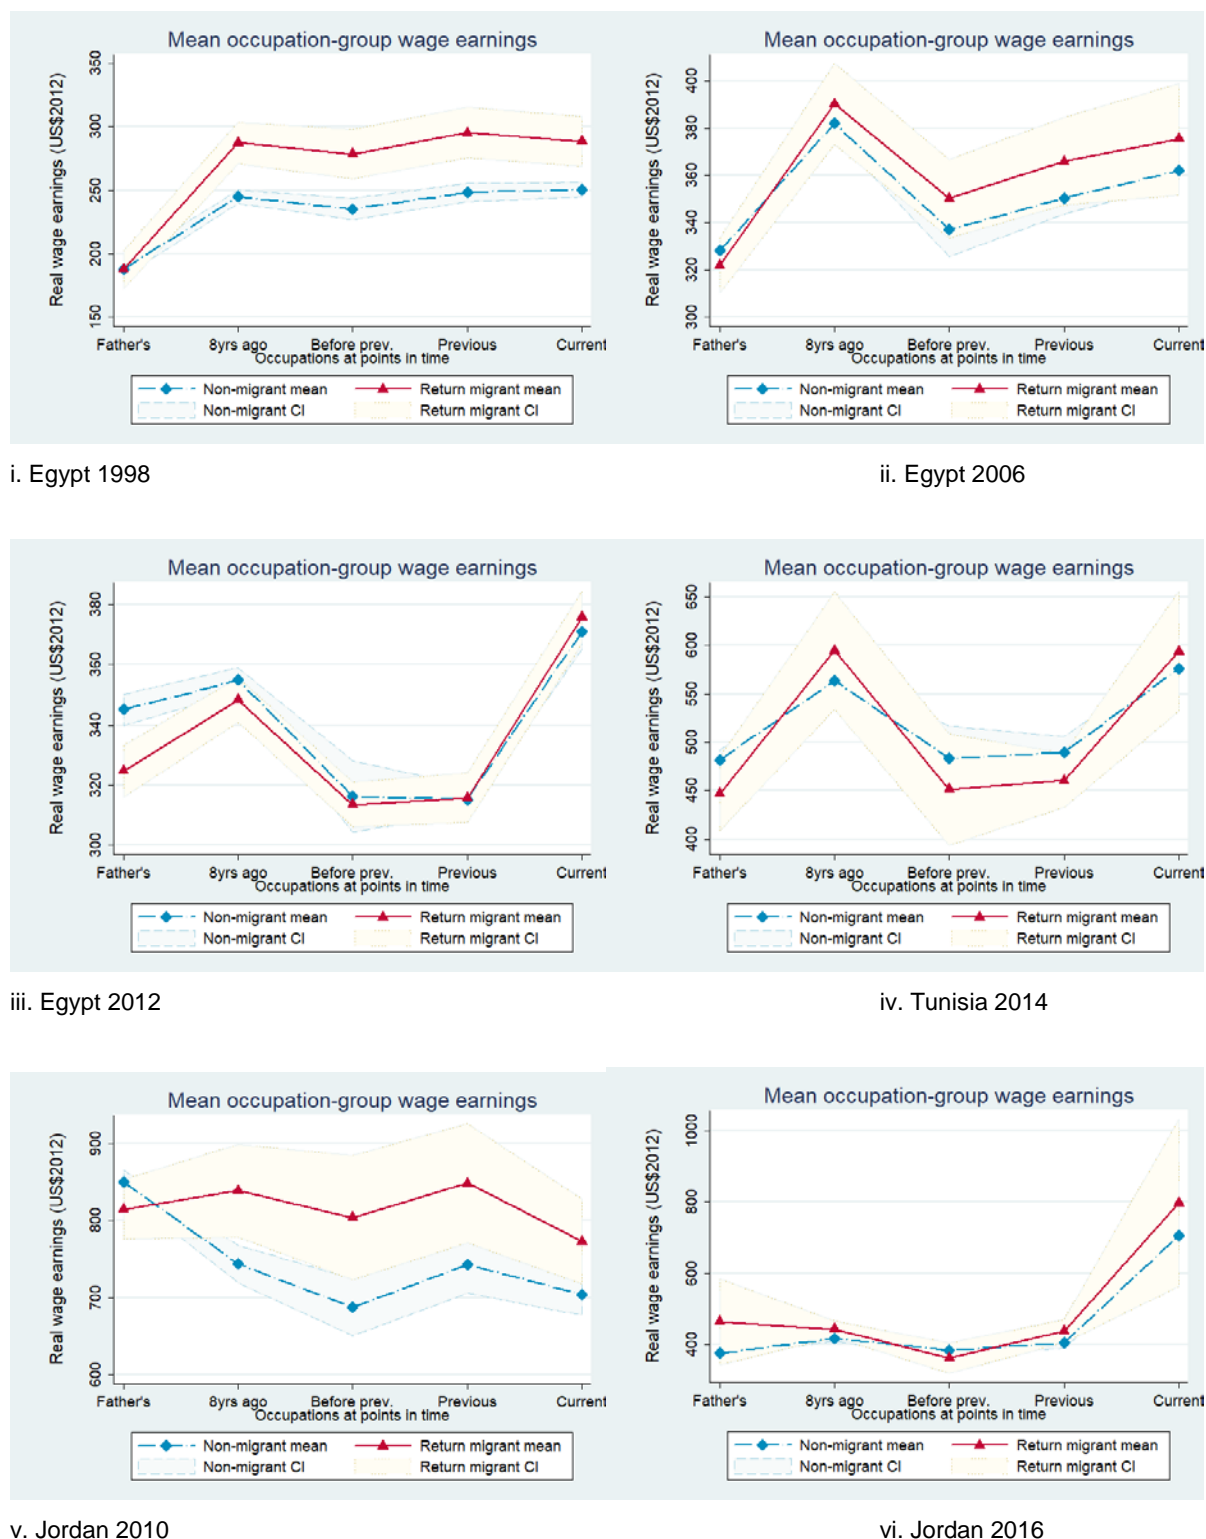 Mean occupation-group wage earnings
Real wage earnings (US$2012)
350
300
250
200
150
Father's 8yrs ago Before prev. Previous Current
Occupations at points in time
Non-migrant mean Return migrant mean
Non-migrant CI Return migrant CI
Mean occupation-group wage earnings
Real wage earnings (US$2012)
400
380
360
340
320
300
Father's 8yrs ago Before prev. Previous Current
Occupations at points in time
Non-migrant mean Return migrant mean
Non-migrant CI Return migrant CI
i. Egypt 1998
ii. Egypt 2006
Mean occupation-group wage earnings
Real wage earnings (US$2012)
380
360
340
320
300
Father's 8yrs ago Before prev. Previous Current
Occupations at points in time
Non-migrant mean Return migrant mean
Non-migrant CI Return migrant CI
Mean occupation-group wage earnings
Real wage earnings (US$2012)
650
600
550
500
450
400
Father's 8yrs ago Before prev. Previous Current
Occupations at points in time
Non-migrant mean Return migrant mean
Non-migrant CI Return migrant CI
iii. Egypt 2012
iv. Tunisia 2014
Mean occupation-group wage earnings
Real wage earnings (US$2012)
900
800
700
600
Father's 8yrs ago Before prev. Previous Current
Occupations at points in time
Non-migrant mean Return migrant mean
Non-migrant CI Return migrant CI
Mean occupation-group wage earnings
Real wage earnings (US$2012)
1000
800
600
400
Father's 8yrs ago Before prev. Previous Current
Occupations at points in time
Non-migrant mean Return migrant mean
Non-migrant CI Return migrant CI
v. Jordan 2010
vi. Jordan 2016